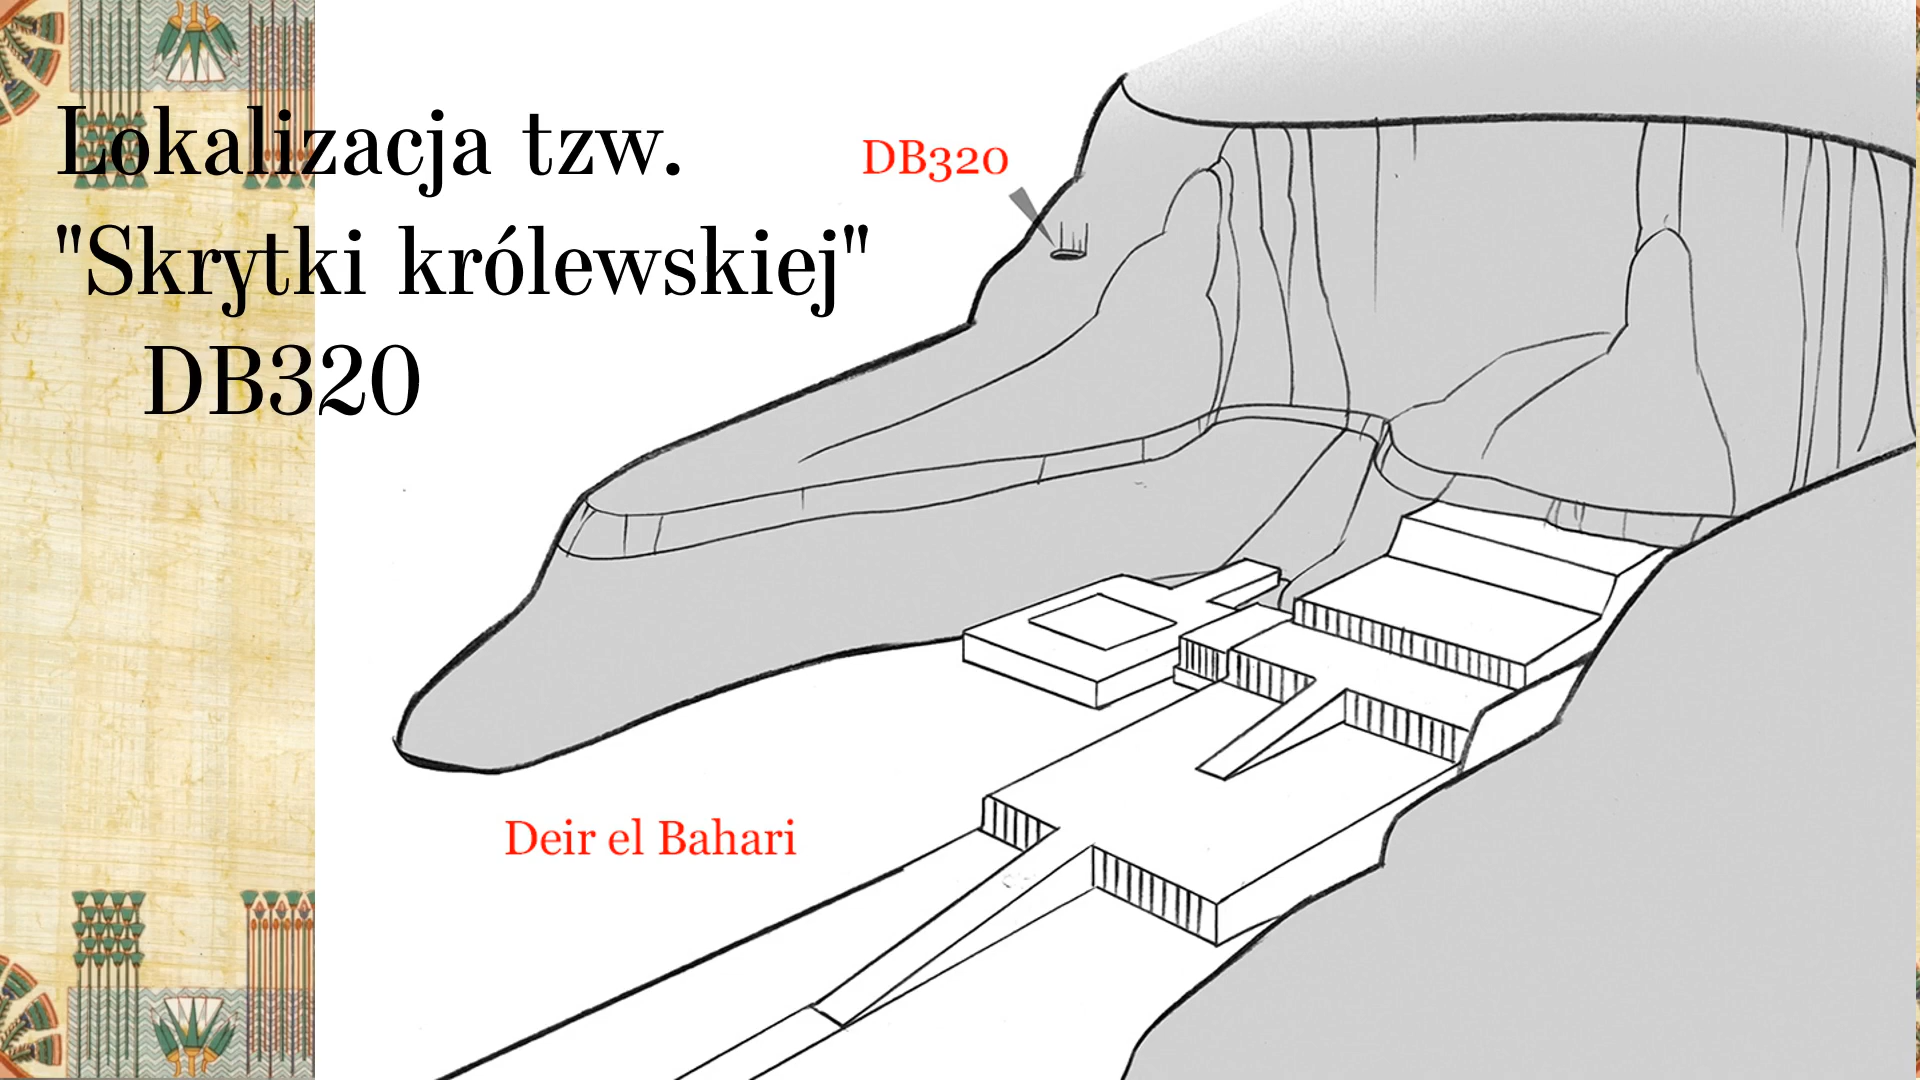 Lokalizacja tzw.
"Skrytki królewskiej"
DB320
DB320
Deir el Bahari